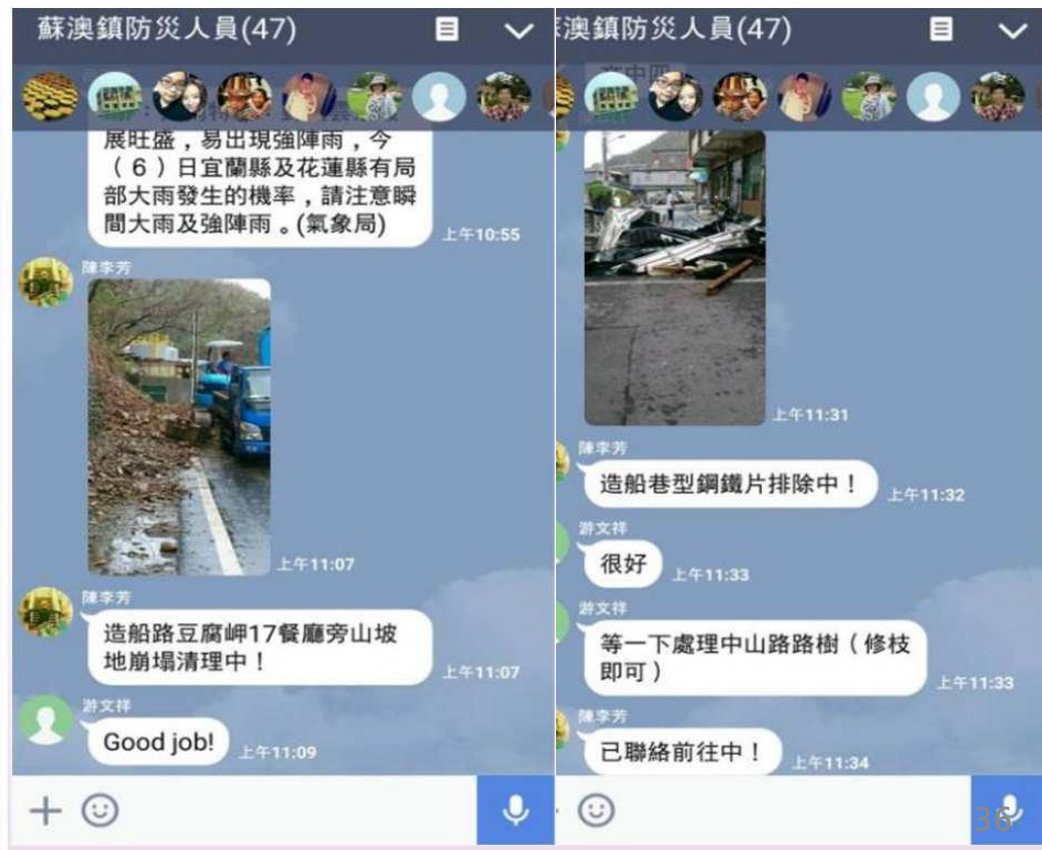 蘇澳鎮防災人員(47)
展旺盛，易出現強陣雨，今
（6）日宜蘭縣及花蓮縣有局
部大雨發生的機率，請注意瞬
間大雨及強陣雨。(氣象局)
上午10:55
陳李芳
上午11:07
陳李芳
造船路豆腐岬17餐廳旁山坡
地崩塌清理中！
上午11:07
游文祥
Good job!
上午11:09
澳鎮防災人員(47)
上午11:31
陳李芳
造船巷型鋼鐵片排除中！
上午11:32
游文祥
很好
上午11:33
游文祥
等一下處理中山路路樹（修枝
即可）
上午11:33
陳李芳
已聯絡前往中！
上午11:34
36